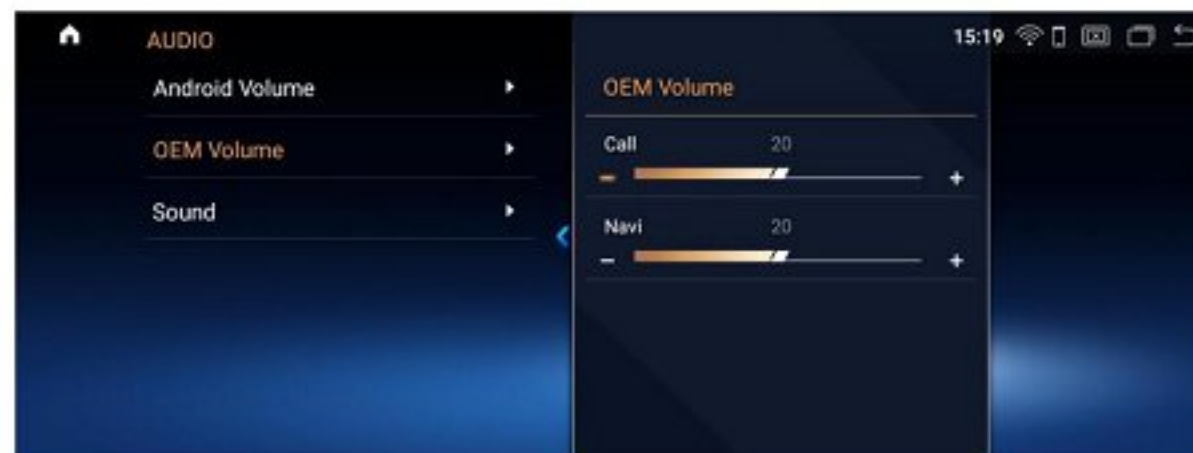 AUDIO
15:19
Android Volume
OEM Volume
Sound
OEM Volume
Call 20
- +
Navi 20
- +